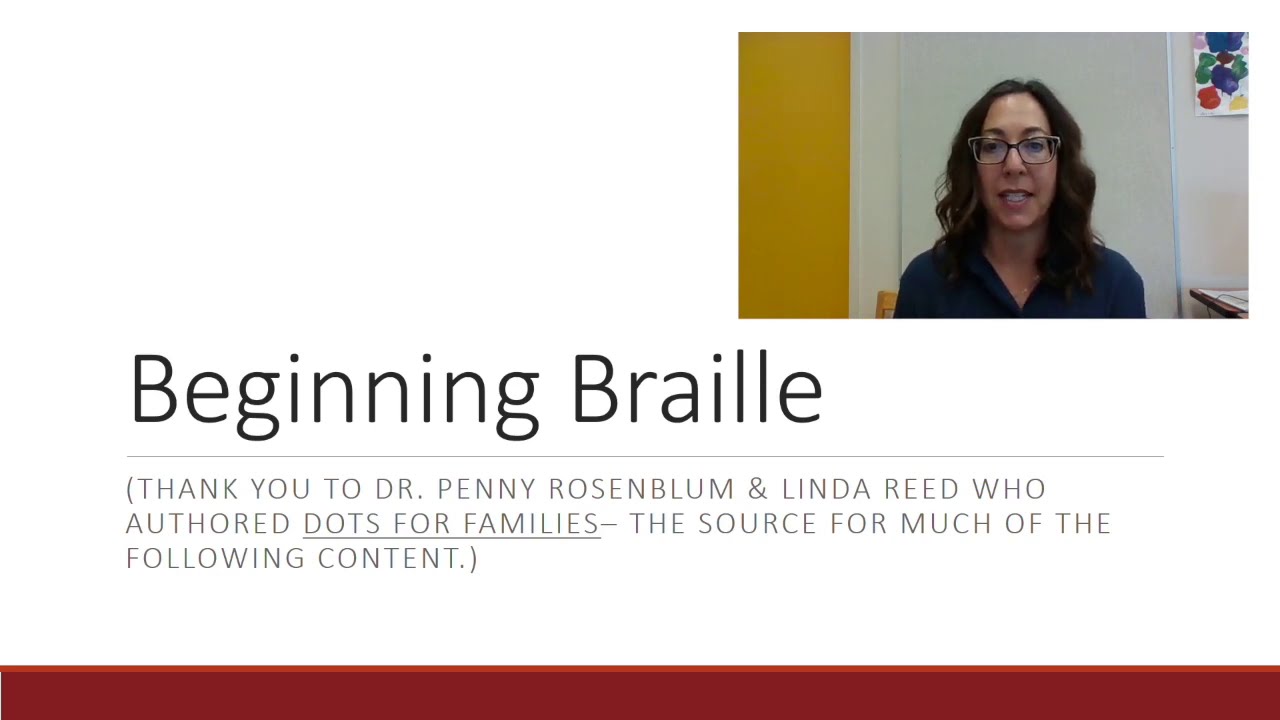 Beginning Braille
(THANK YOU TO DR. PENNY ROSENBLUM & LINDA REED WHO
AUTHORED DOTS FOR FAMILIES– THE SOURCE FOR MUCH OF THE
FOLLOWING CONTENT.)